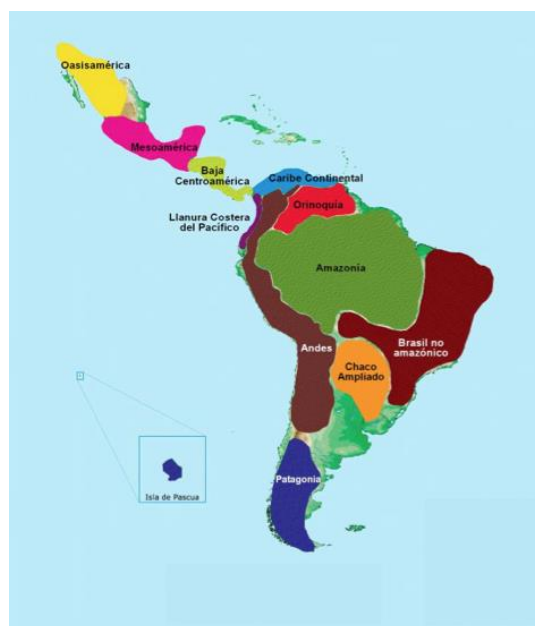 Oasisamérica
Mesoamérica
Baja
Centroamérica
Caribe Continental
Llanura Costera
del Pacífico
Orinoquía
Amazonía
Andes
Brasil no
amazónico
Chaco
Ampliado
Patagonia
Isla de Pascua